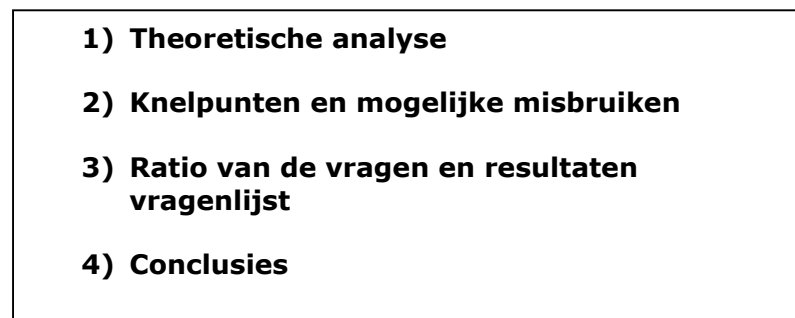 1) Theoretische analyse
2) Knelpunten en mogelijke misbruiken
3) Ratio van de vragen en resultaten
vragenlijst
4) Conclusies